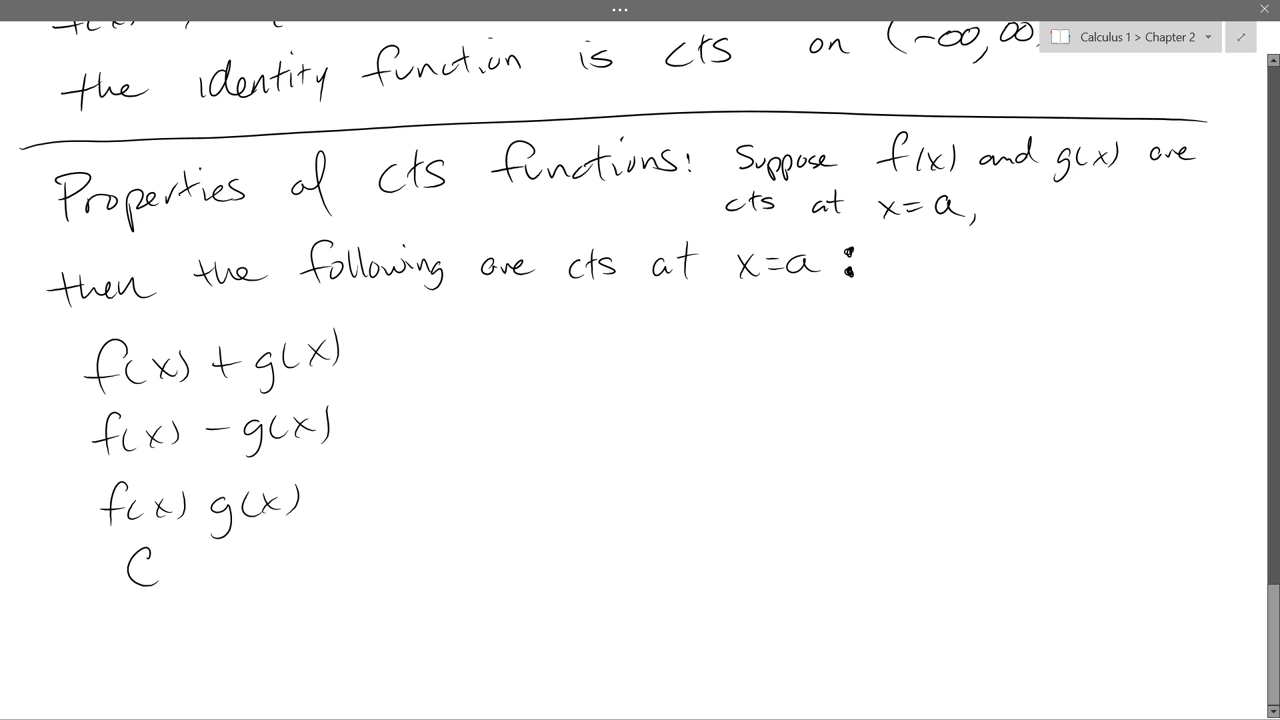 ...
Calculus 1 > Chapter 2
the identity function is cts on (-∞, ∞
Properties of cts functions: Suppose f(x) and g(x) are
cts at x=a,
then the following are cts at x=a :
f(x) + g(x)
f(x) - g(x)
f(x) g(x)
C